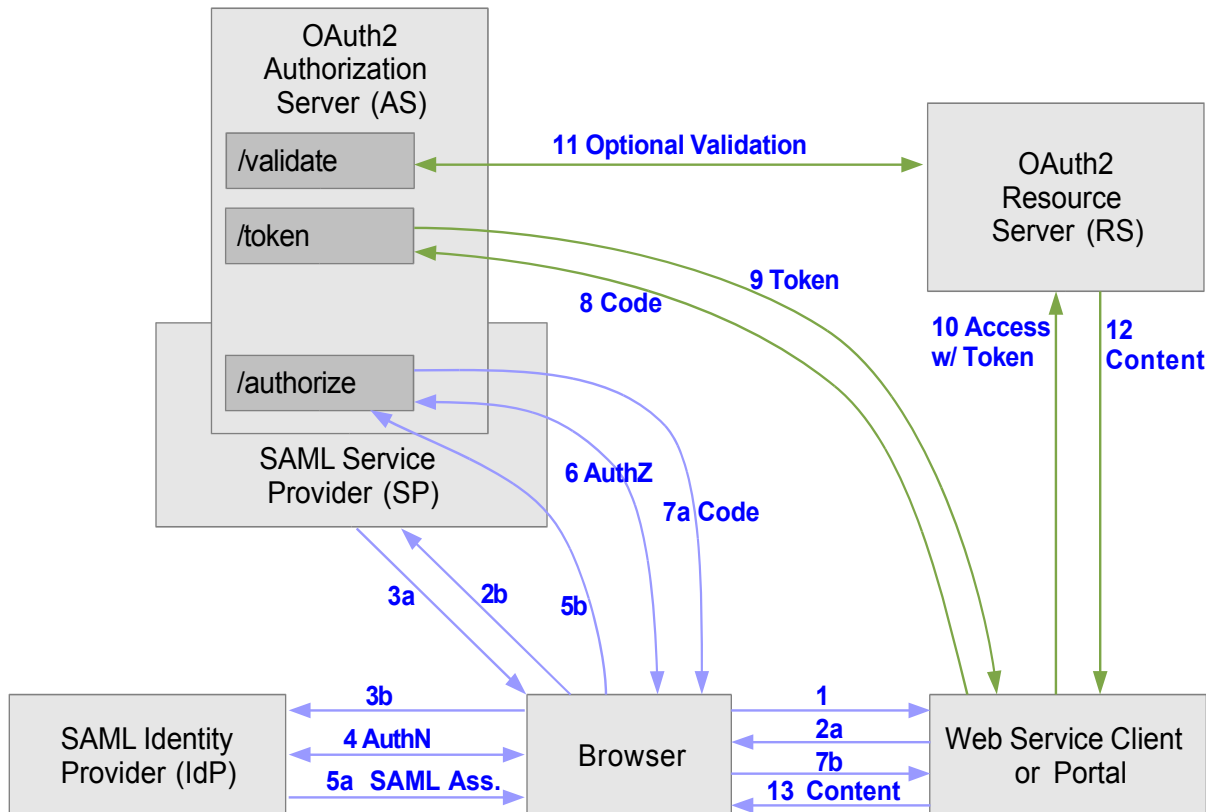 OAuth2
Authorization
Server (AS)
/validate
11 Optional Validation
OAuth2
Resource
Server (RS)
/token
9 Token
8 Code
10 Access
w/ Token
12
Content
/authorize
SAML Service
Provider (SP)
6 AuthZ
7a Code
3a
2b
5b
3b
1
SAML Identity
Provider (IdP)
4 AuthN
5a SAML Ass.
Browser
2a
7b
13 Content
Web Service Client
or Portal